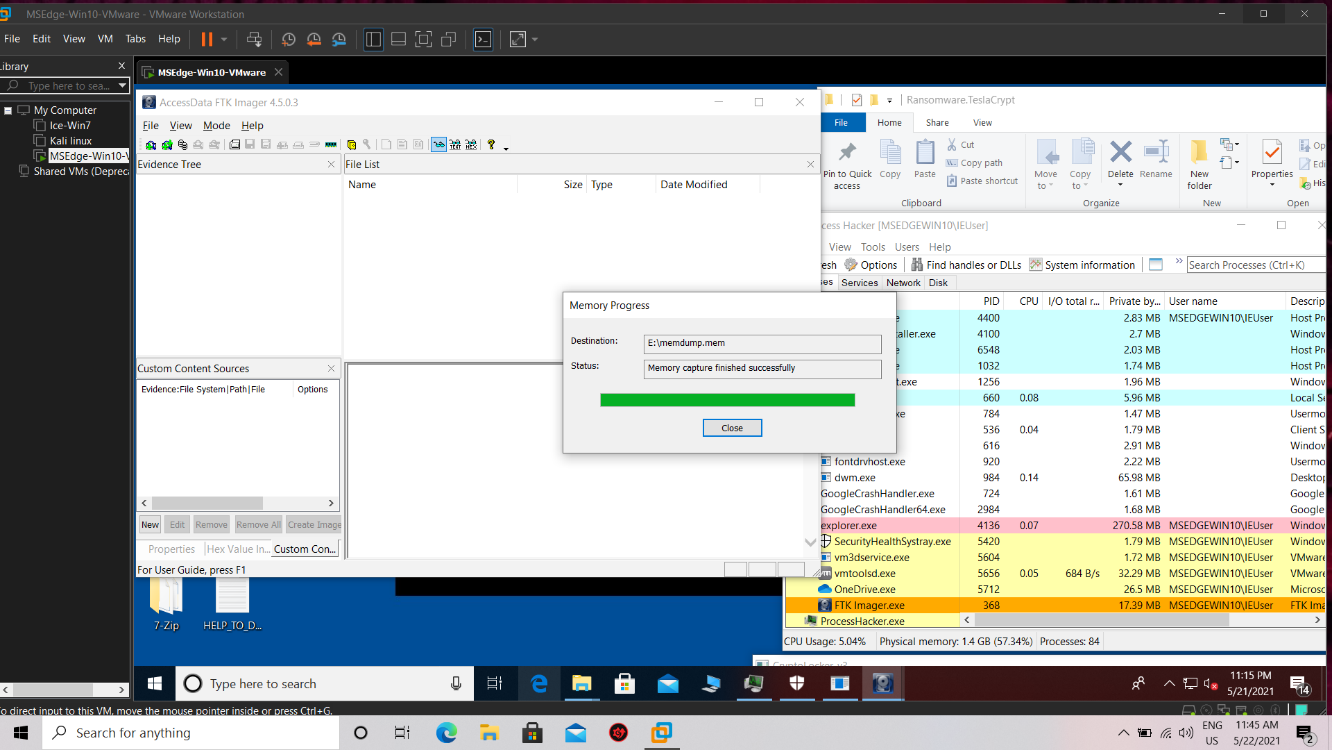 MSEdge-Win10-VMware - VMware Workstation
File Edit View VM Tabs Help
Library
Type here to sea...
My Computer
Ice-Win7
Kali linux
MSEdge-Win10-V
Shared VMs (Depreca
MSEdge-Win10-VMware
AccessData FTK Imager 4.5.0.3
File View Mode Help
Evidence Tree
File List
Name Size Type Date Modified
Custom Content Sources
Evidence:File System|Path|File Options
New Edit Remove Remove All Create Image
Properties Hex Value In... Custom Con...
For User Guide, press F1
Memory Progress
Destination: E:\memdump.mem
Status: Memory capture finished successfully
Close
Ransomware.TeslaCrypt
File Home Share View
Pin to Quick access
Copy
Paste
Cut
Copy path
Paste shortcut
Clipboard
Move to
Copy to
Delete
Rename
Organize
New folder
New
Properties
Op
Edi
His
Open
cess Hacker [MSEDGEWIN10\IEUser]
View Tools Users Help
esh Options Find handles or DLLs System information Search Processes (Ctrl+K)
es Services Network Disk
PID CPU I/O total r... Private by... User name Descrip
e 4400 2.83 MB MSEDGEWIN10\IEUser Host Pr
aller.exe 4100 2.7 MB Window
e 6548 2.03 MB Host Pr
e 1032 1.74 MB Host Pr
t.exe 1256 1.96 MB Window
660 0.08 5.96 MB Local Se
xe 784 1.47 MB Usermo
536 0.04 1.79 MB Client S
616 2.91 MB Window
fontdrvhost.exe 920 2.22 MB Usermo
dwm.exe 984 0.14 65.98 MB Desktop
GoogleCrashHandler.exe 724 1.61 MB Google
GoogleCrashHandler64.exe 2984 1.68 MB Google
explorer.exe 4136 0.07 270.58 MB MSEDGEWIN10\IEUser Window
SecurityHealthSystray.exe 5420 1.79 MB MSEDGEWIN10\IEUser Window
vm3dservice.exe 5604 1.72 MB MSEDGEWIN10\IEUser VMware
vmtoolsd.exe 5656 0.05 684 B/s 32.29 MB MSEDGEWIN10\IEUser VMware
OneDrive.exe 5712 26.5 MB MSEDGEWIN10\IEUser Microso
FTK Imager.exe 368 17.39 MB MSEDGEWIN10\IEUser FTK Ima
ProcessHacker.exe
CPU Usage: 5.04% Physical memory: 1.4 GB (57.34%) Processes: 84
CryptoLocker-v3
7-Zip
HELP_TO_D...
Type here to search
11:15 PM
5/21/2021
14
To direct input to this VM, move the mouse pointer inside or press Ctrl+G.
Search for anything
ENG
US
11:45 AM
5/22/2021
2